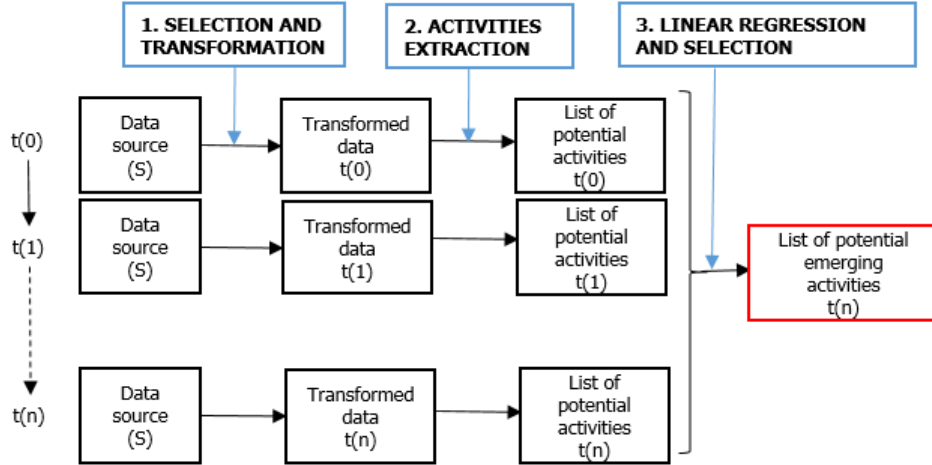 1. SELECTION AND
TRANSFORMATION
2. ACTIVITIES
EXTRACTION
3. LINEAR REGRESSION
AND SELECTION
t(0)
Data
source
(S)
Transformed
data
t(0)
List of
potential
activities
t(0)
t(1)
Data
source
(S)
Transformed
data
t(1)
List of
potential
activities
t(1)
List of potential
emerging
activities
t(n)
t(n)
Data
source
(S)
Transformed
data
t(n)
List of
potential
activities
t(n)